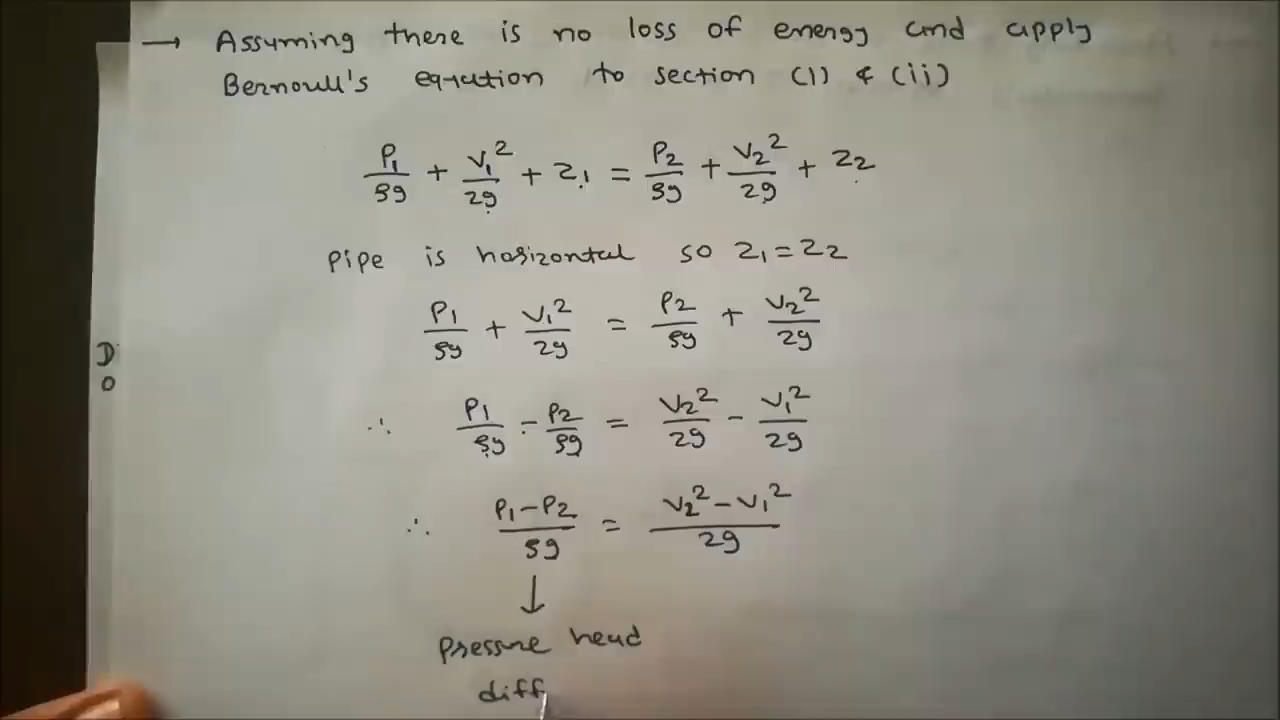 → Assuming there is no loss of energy and apply
Bernoull's equation to section (i) & (ii)
P₁/ρg + V₁²/2g + Z₁ = P₂/ρg + V₂²/2g + Z₂
Pipe is horizontal so Z₁ = Z₂
P₁/ρg + V₁²/2g = P₂/ρg + V₂²/2g
∴ P₁/ρg - P₂/ρg = V₂²/2g - V₁²/2g
∴ P₁-P₂/ρg = V₂²-V₁²/2g
↓
Pressure head
diff
D
O